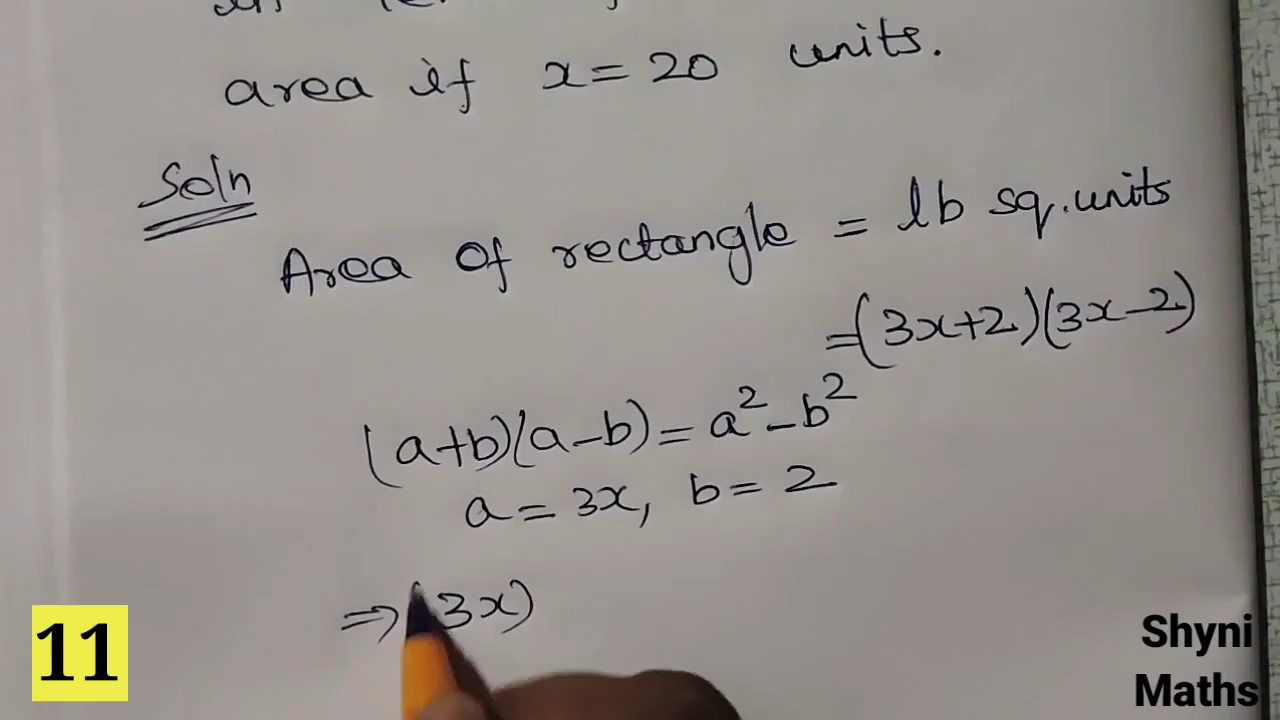 area if x = 20 units.
Soln
Area of rectangle = lb sq.units
=(3x+2)(3x-2)
(a+b)(a-b)= a²-b²
a = 3x, b = 2
⇒(3x)
11
Shyni
Maths